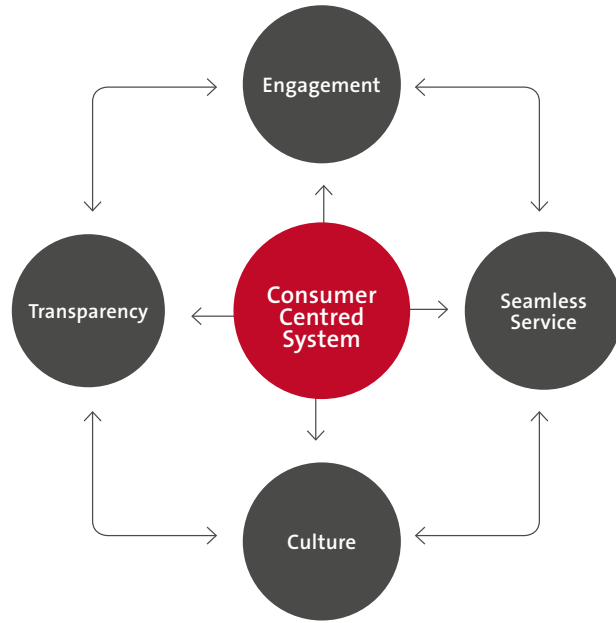 Engagement
Transparency
Consumer
Centred
System
Seamless
Service
Culture